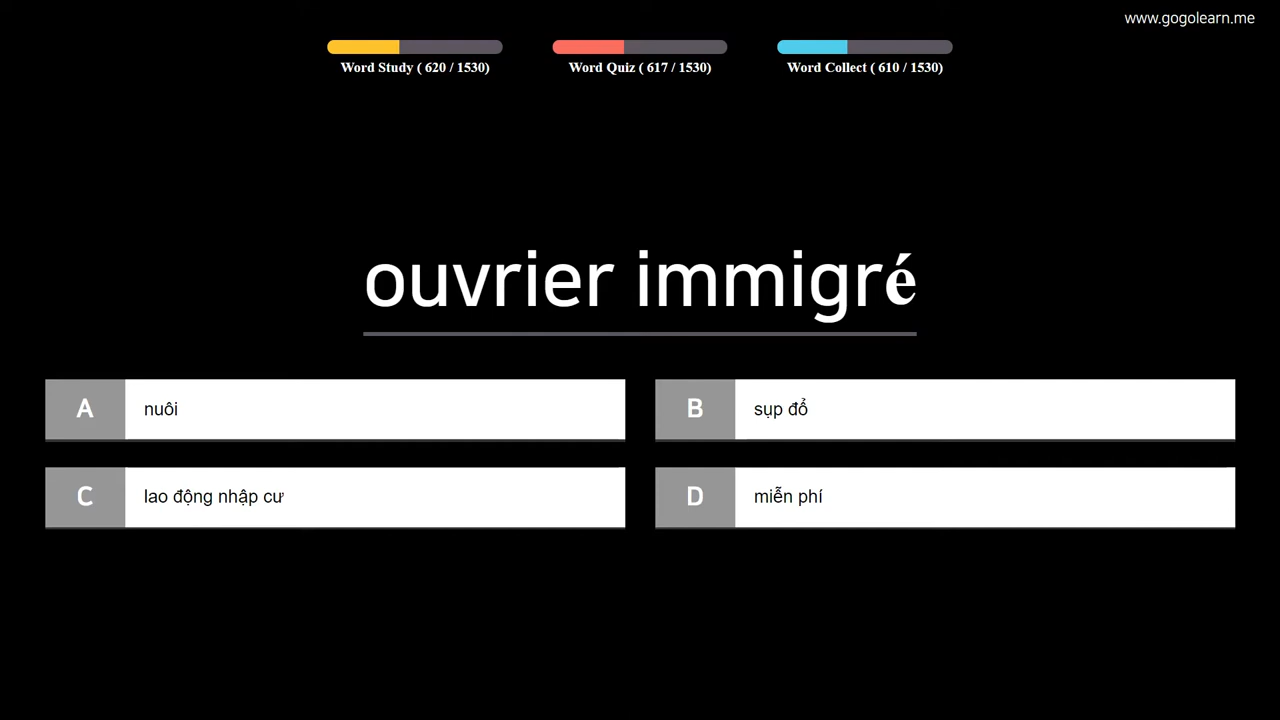 www.gogolearn.me
Word Study ( 620 / 1530)
Word Quiz ( 617 / 1530)
Word Collect ( 610 / 1530)
ouvrier immigré
A nuôi
B sụp đổ
C lao động nhập cư
D miễn phí